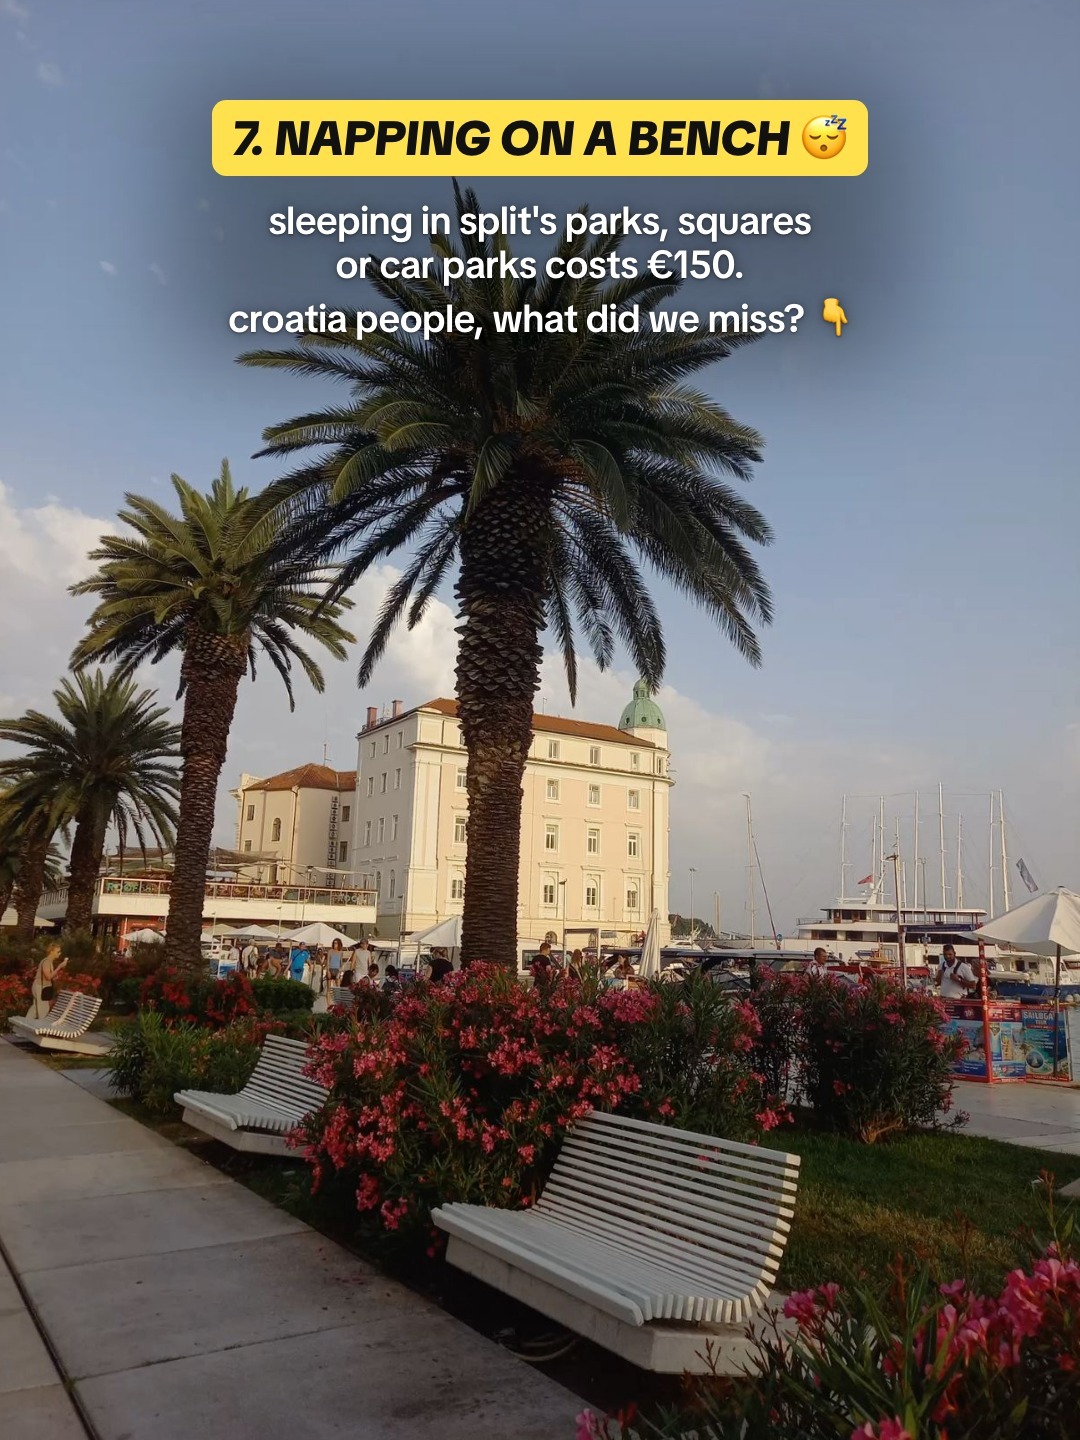 7. NAPPING ON A BENCH 😴
sleeping in split's parks, squares
or car parks costs €150.
croatia people, what did we miss? 👇